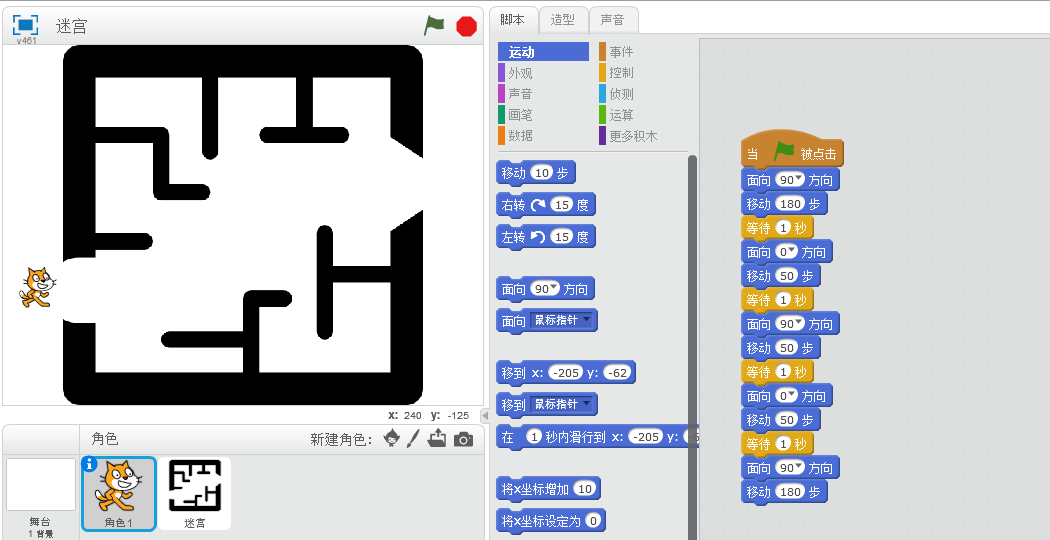 迷宫
v461
x: 240 y: -125
角色
新建角色:
舞台
1 背景
角色1
迷宫
脚本
造型
声音
运动
事件
外观
控制
声音
侦测
画笔
运算
数据
更多积木
移动 10 步
右转 15 度
左转 15 度
面向 90 方向
面向 鼠标指针
移到 x: -205 y: -62
移到 鼠标指针
在 1 秒内滑行到 x: -205 y:
将x坐标增加 10
将x坐标设定为 0
当 被点击
面向 90 方向
移动 180 步
等待 1 秒
面向 0 方向
移动 50 步
等待 1 秒
面向 90 方向
移动 50 步
等待 1 秒
面向 0 方向
移动 50 步
等待 1 秒
面向 90 方向
移动 180 步